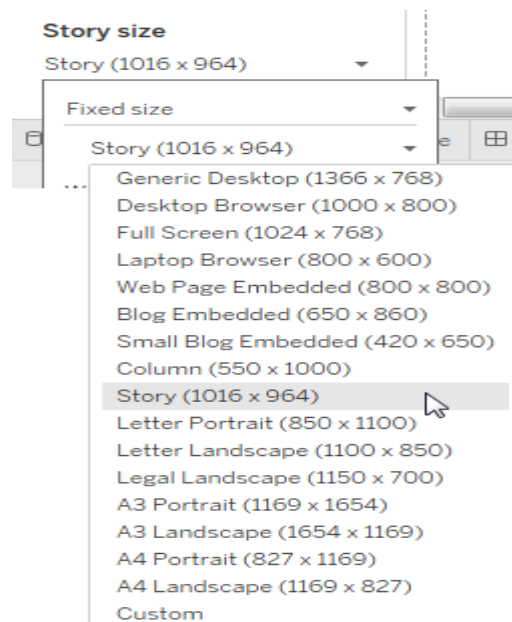 Story size
Story (1016 x 964)
Fixed size
e
Story (1016 x 964)
Generic Desktop (1366 x 768)
Desktop Browser (1000 x 800)
Full Screen (1024 x 768)
Laptop Browser (800 x 600)
Web Page Embedded (800 x 800)
Blog Embedded (650 x 860)
Small Blog Embedded (420 x 650)
Column (550 x 1000)
Story (1016 x 964)
Letter Portrait (850 x 1100)
Letter Landscape (1100 x 850)
Legal Landscape (1150 x 700)
A3 Portrait (1169 x 1654)
A3 Landscape (1654 x 1169)
A4 Portrait (827 x 1169)
A4 Landscape (1169 x 827)
Custom